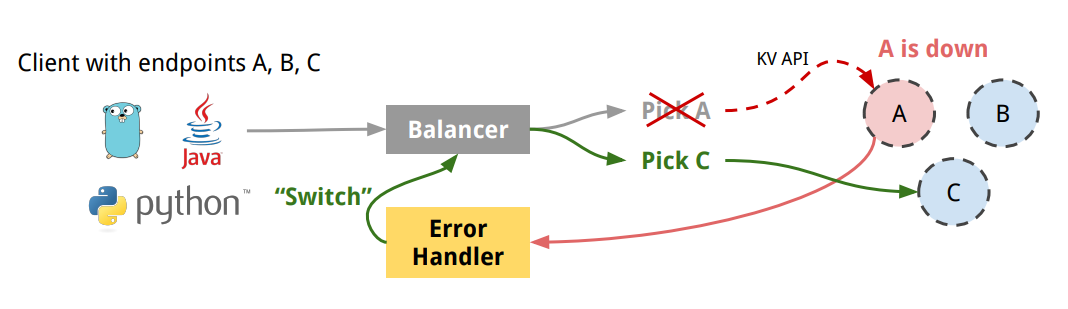 A is down
KV API
Client with endpoints A, B, C
Pick A
A
B
Balancer
Java
Pick C
C
"Switch"
python™
Error
Handler